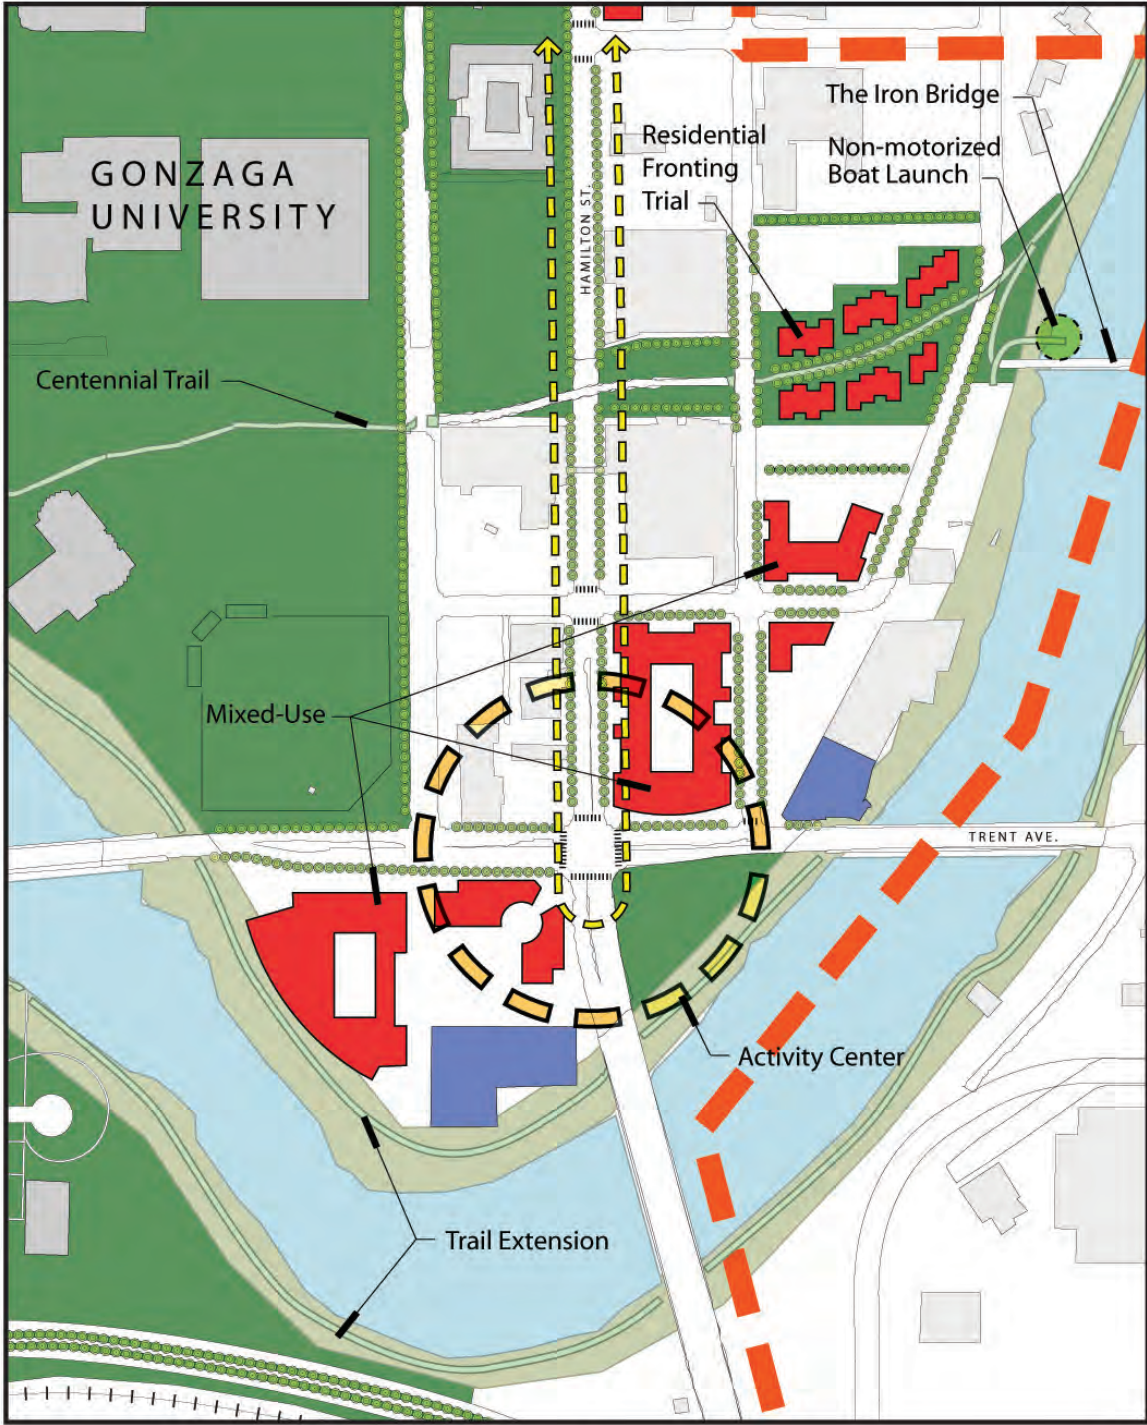 GONZAGA
UNIVERSITY
HAMILTON ST.
The Iron Bridge
Residential
Fronting
Trial
Non-motorized
Boat Launch
Centennial Trail
Mixed-Use
TRENT AVE.
Activity Center
Trail Extension